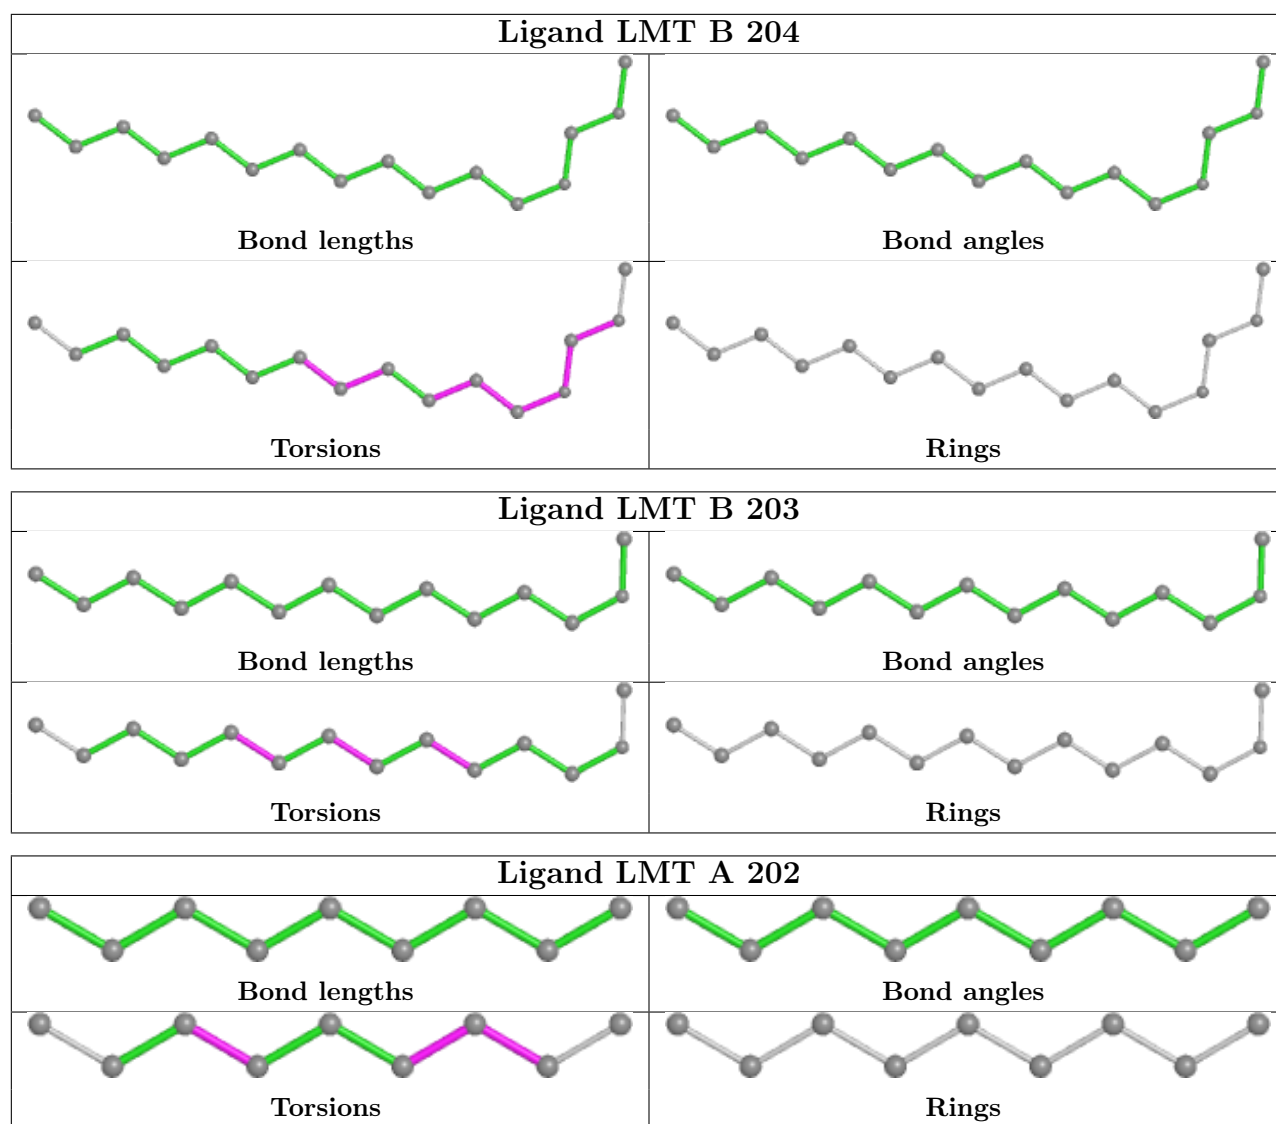 Ligand LMT B 204
Bond lengths
Bond angles
Torsions
Rings
Ligand LMT B 203
Bond lengths
Bond angles
Torsions
Rings
Ligand LMT A 202
Bond lengths
Bond angles
Torsions
Rings